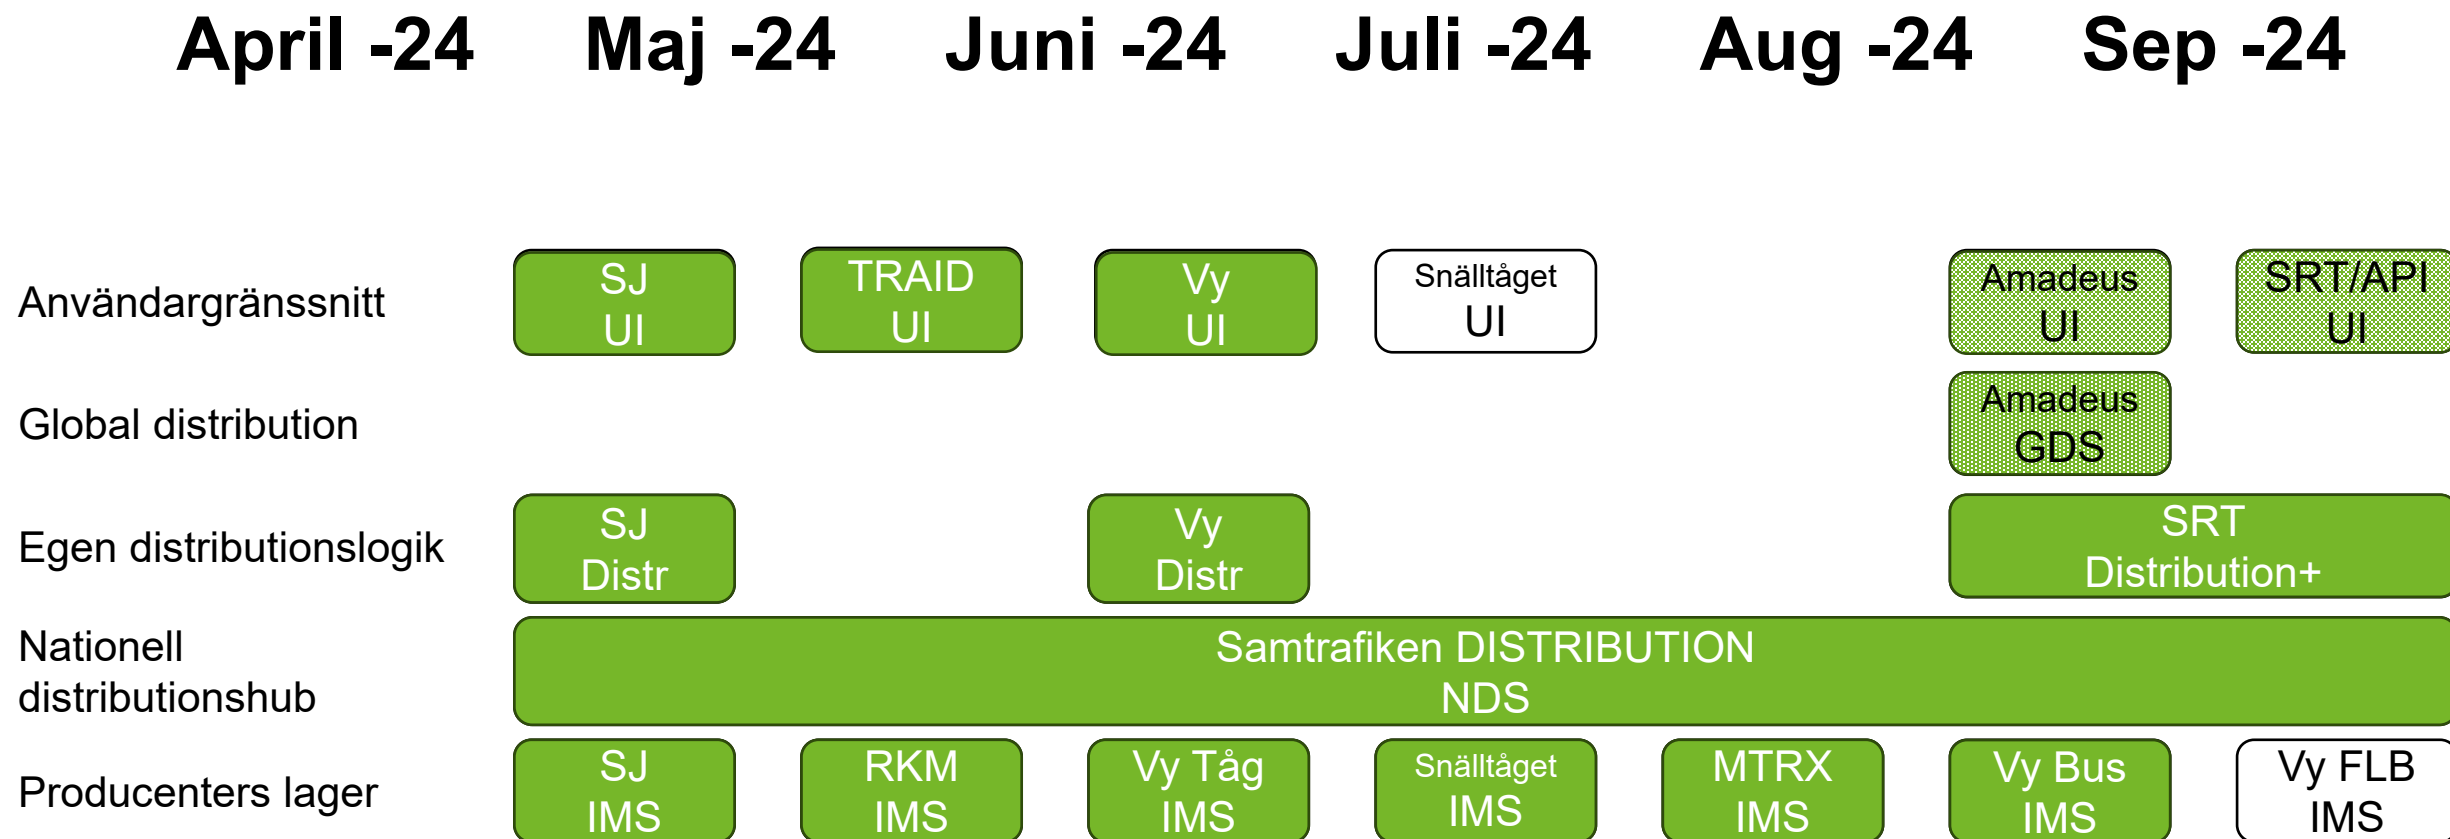 April -24 Maj -24 Juni -24 Juli -24 Aug -24 Sep -24
Användargränssnitt
SJ
UI
TRAID
UI
Vy
UI
Snälltåget
UI
Amadeus
UI
SRT/API
UI
Global distribution
Amadeus
GDS
Egen distributionslogik
SJ
Distr
Vy
Distr
SRT
Distribution+
Nationell
distributionshub
Samtrafiken DISTRIBUTION
NDS
Producenters lager
SJ
IMS
RKM
IMS
Vy Tåg
IMS
Snälltåget
IMS
MTRX
IMS
Vy Bus
IMS
Vy FLB
IMS